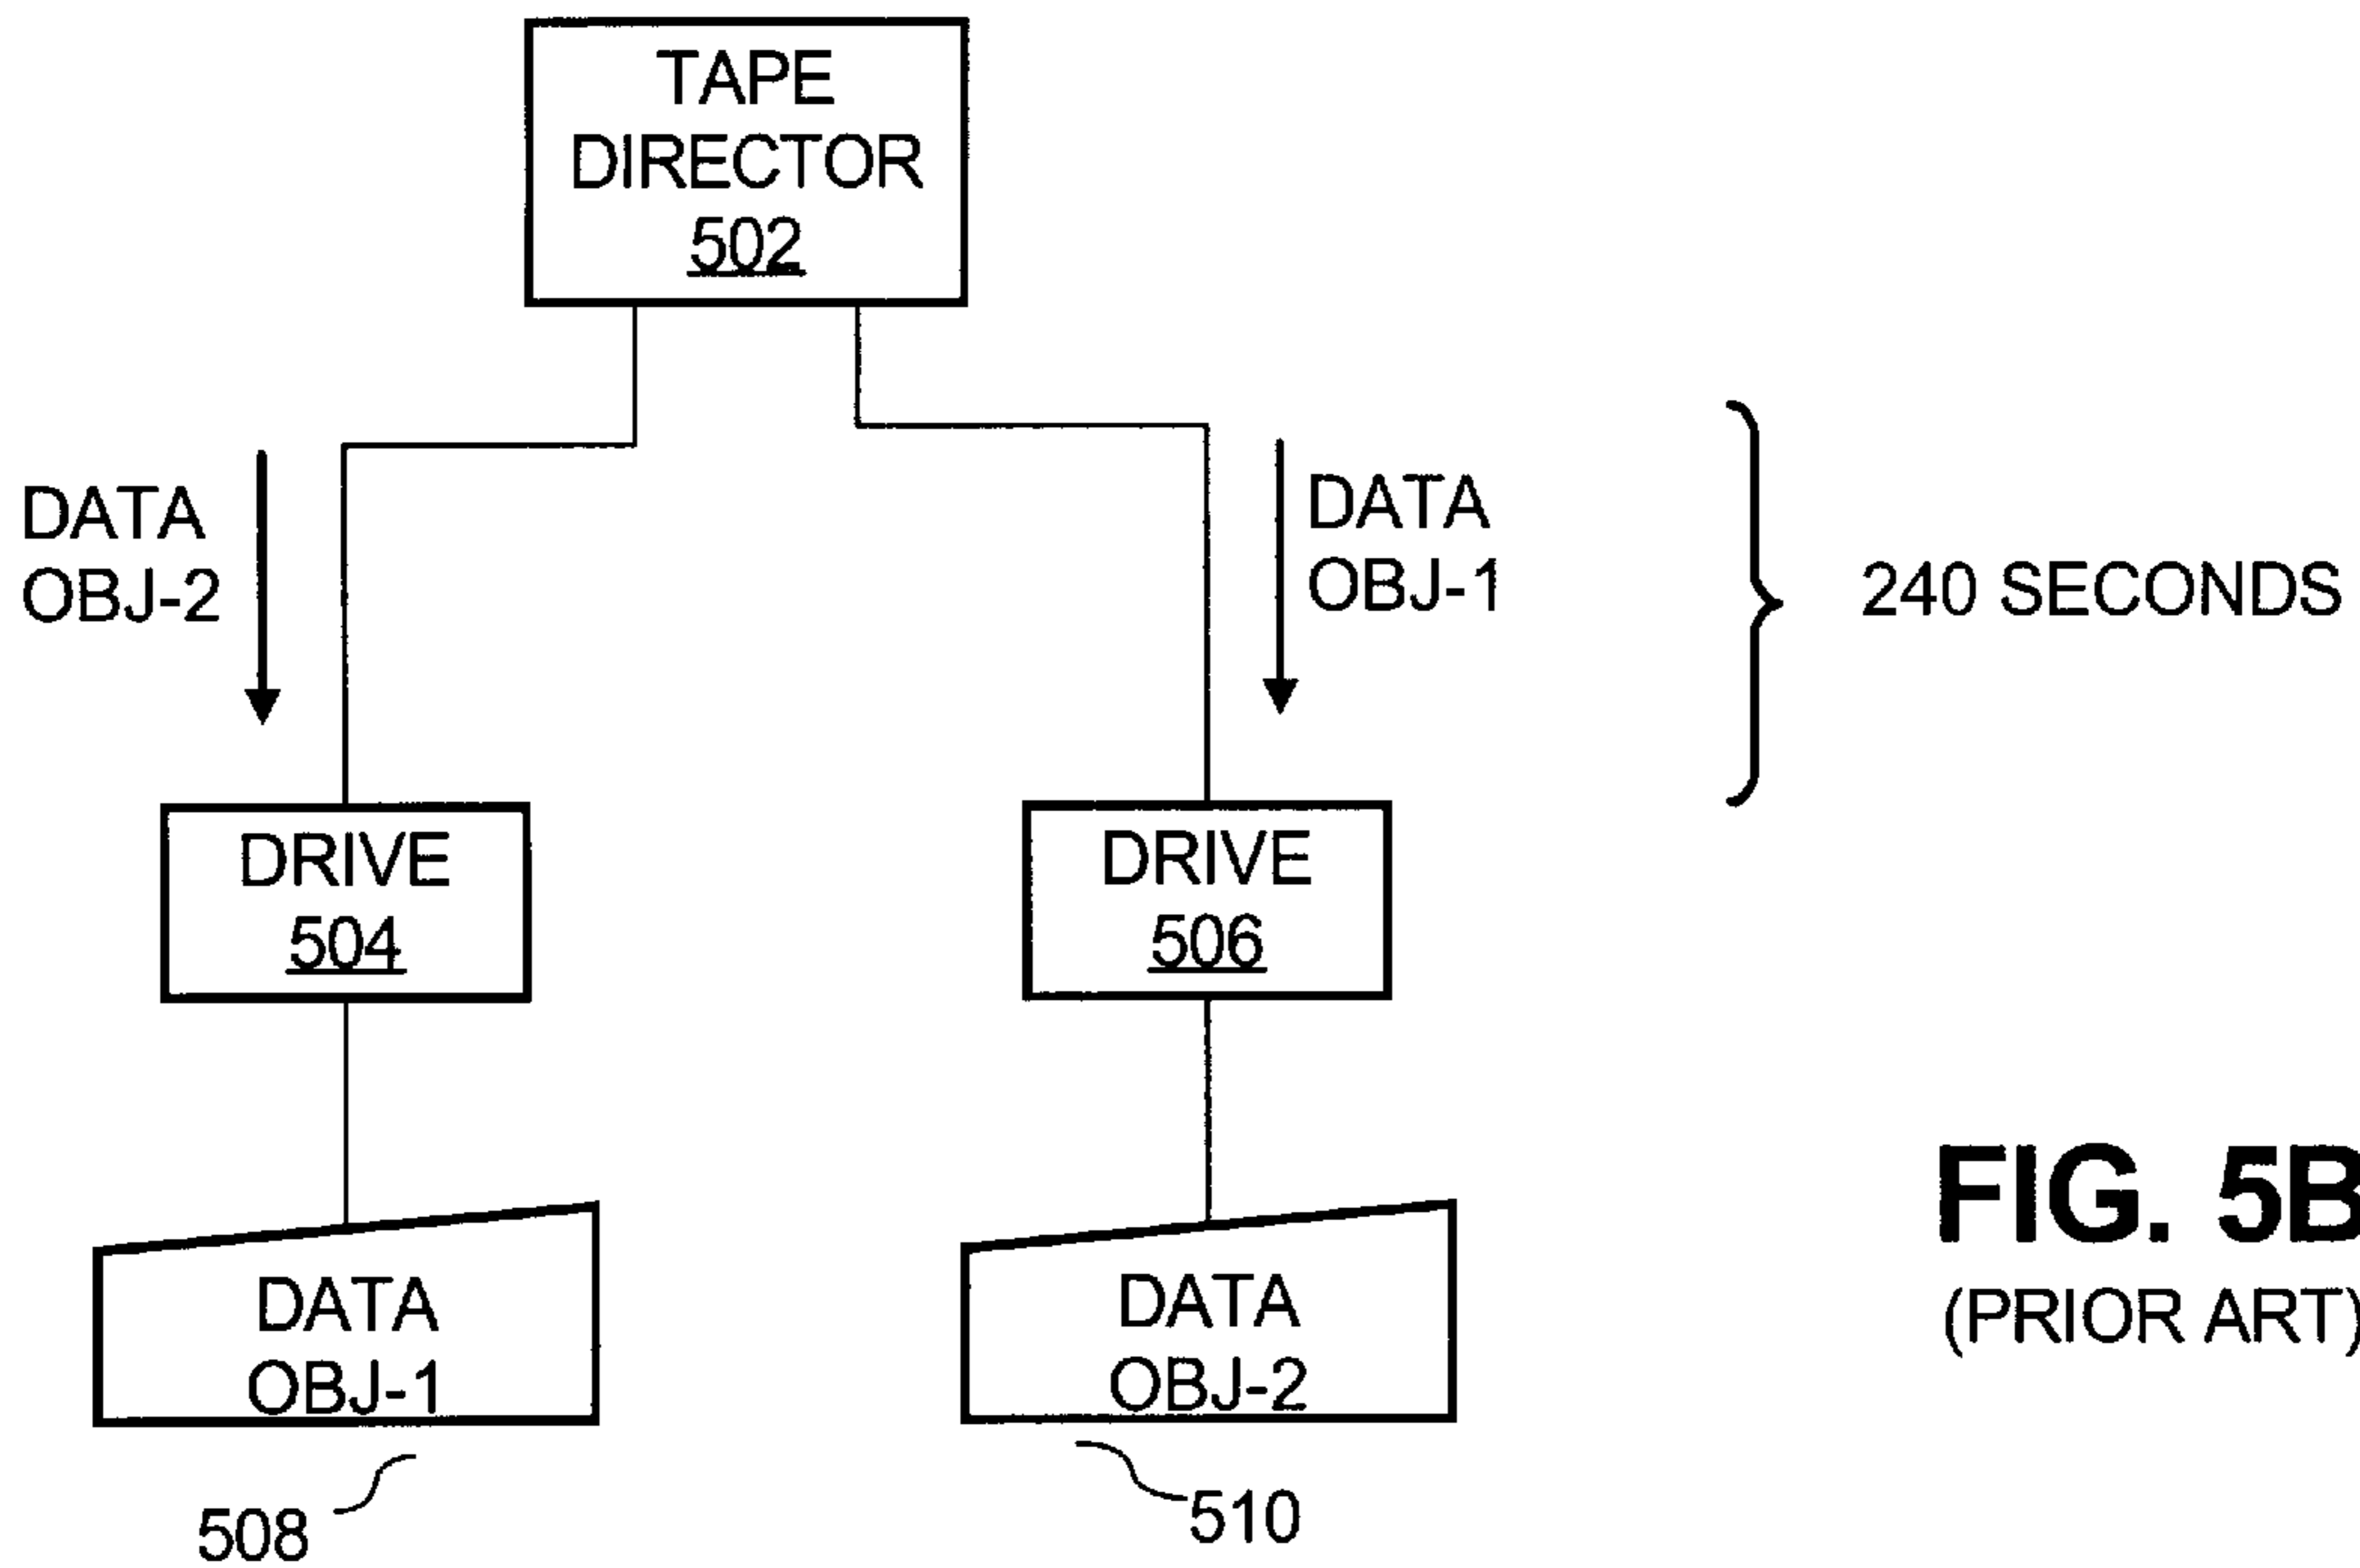 TAPE
DIRECTOR
502
DATA
OBJ-2
DATA
OBJ-1
240 SECONDS
DRIVE
504
DRIVE
506
DATA
OBJ-1
DATA
OBJ-2
508
510
FIG. 5B
(PRIOR ART)